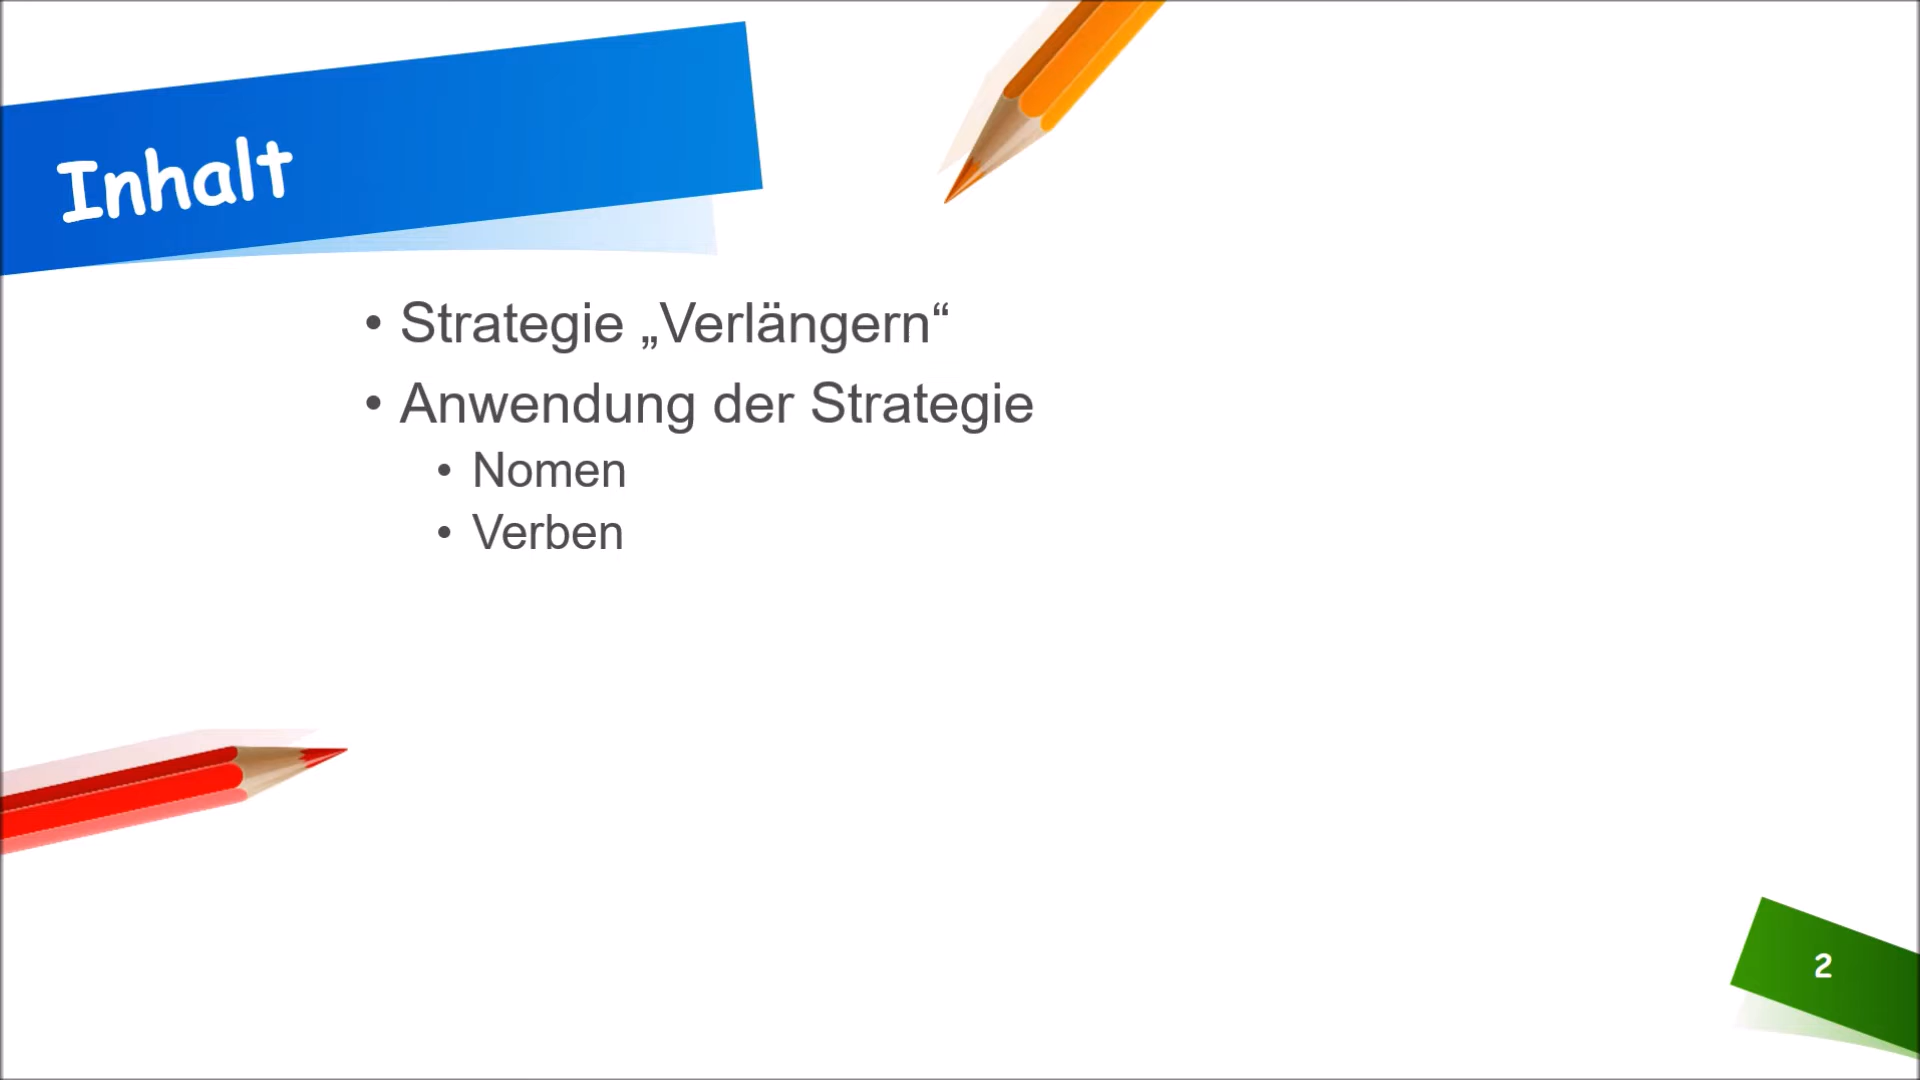 Inhalt
• Strategie „Verlängern“
• Anwendung der Strategie
• Nomen
• Verben
2